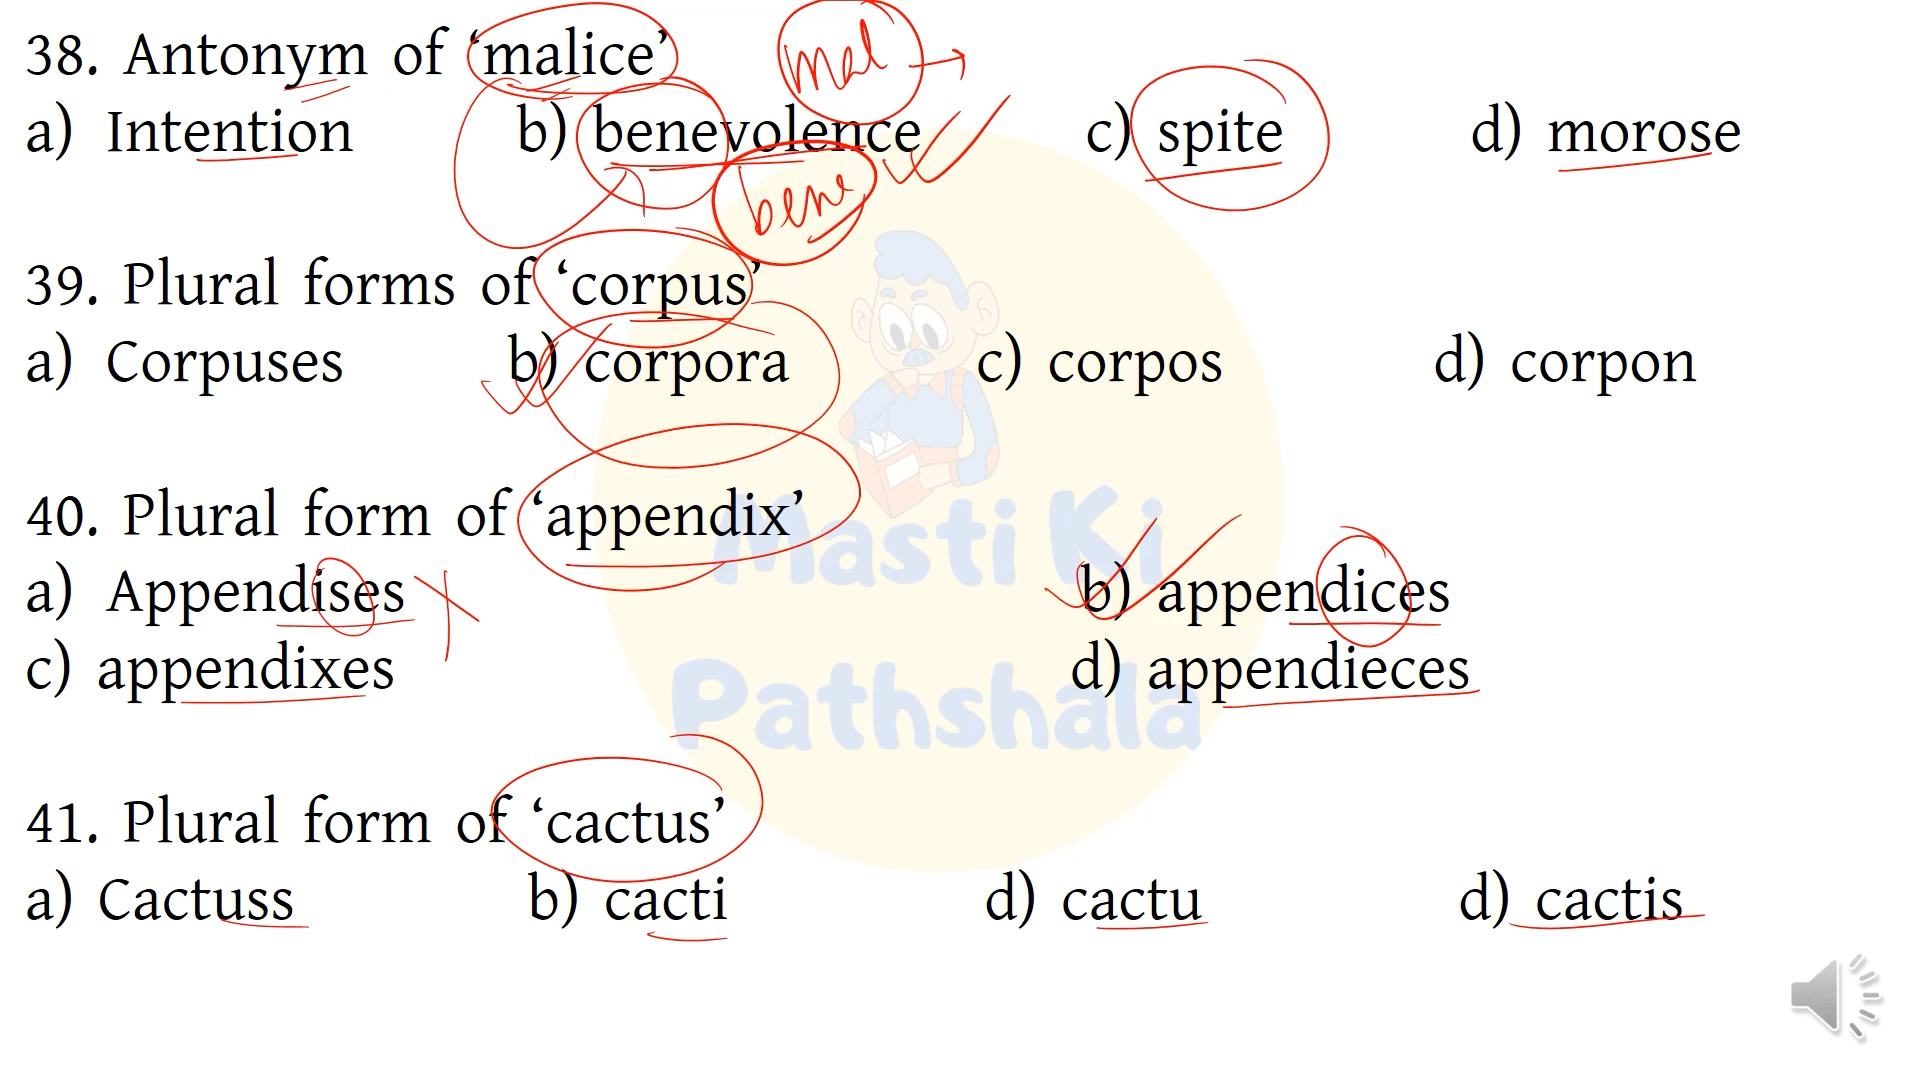 38. Antonym of ‘malice’
mal
a) Intention b) benevolence c) spite d) morose
bene
39. Plural forms of ‘corpus’
a) Corpuses b) corpora c) corpos d) corpon
40. Plural form of ‘appendix’
a) Appendises b) appendices
c) appendixes d) appendieces
41. Plural form of ‘cactus’
a) Cactuss b) cacti d) cactu d) cactis
Masti Ki
Pathshala